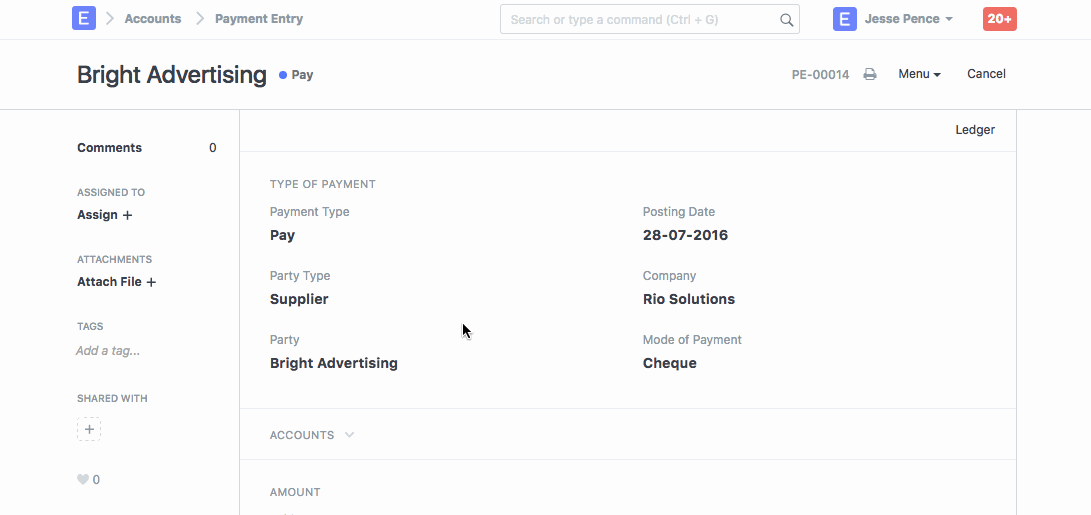 E Accounts Payment Entry Search or type a command (Ctrl + G) E Jesse Pence 20+
Bright Advertising Pay PE-00014 Menu Cancel
Ledger
Comments 0
ASSIGNED TO
Assign +
ATTACHMENTS
Attach File +
TAGS
Add a tag...
SHARED WITH
+
0
TYPE OF PAYMENT
Payment Type
Pay
Party Type
Supplier
Party
Bright Advertising
Posting Date
28-07-2016
Company
Rio Solutions
Mode of Payment
Cheque
ACCOUNTS
AMOUNT